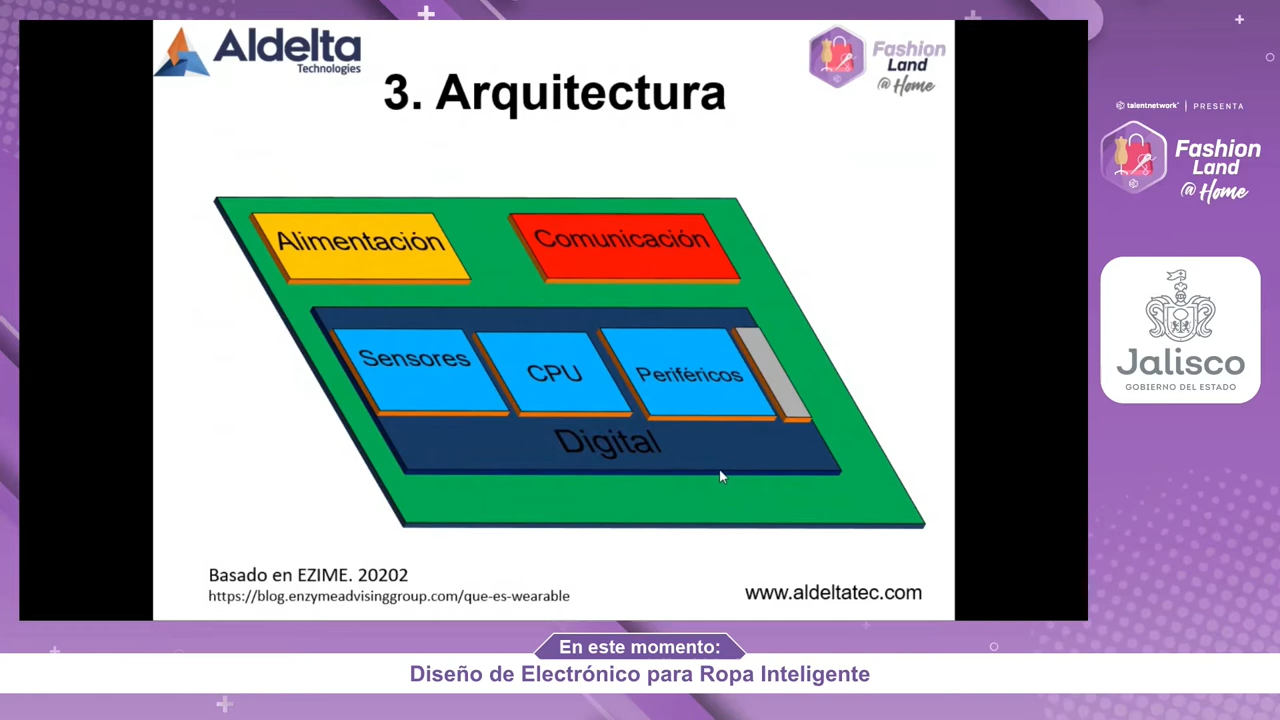 Aldelta
Technologies
Fashion
Land
@ Home
3. Arquitectura
talentnetwork | PRESENTA
Fashion
Land
@ Home
Alimentación
Comunicación
Sensores
CPU
Periféricos
Digital
Jalisco
GOBIERNO DEL ESTADO
Basado en EZIME. 20202
https://blog.enzymeadvisinggroup.com/que-es-wearable
www.aldeltatec.com
En este momento:
Diseño de Electrónico para Ropa Inteligente